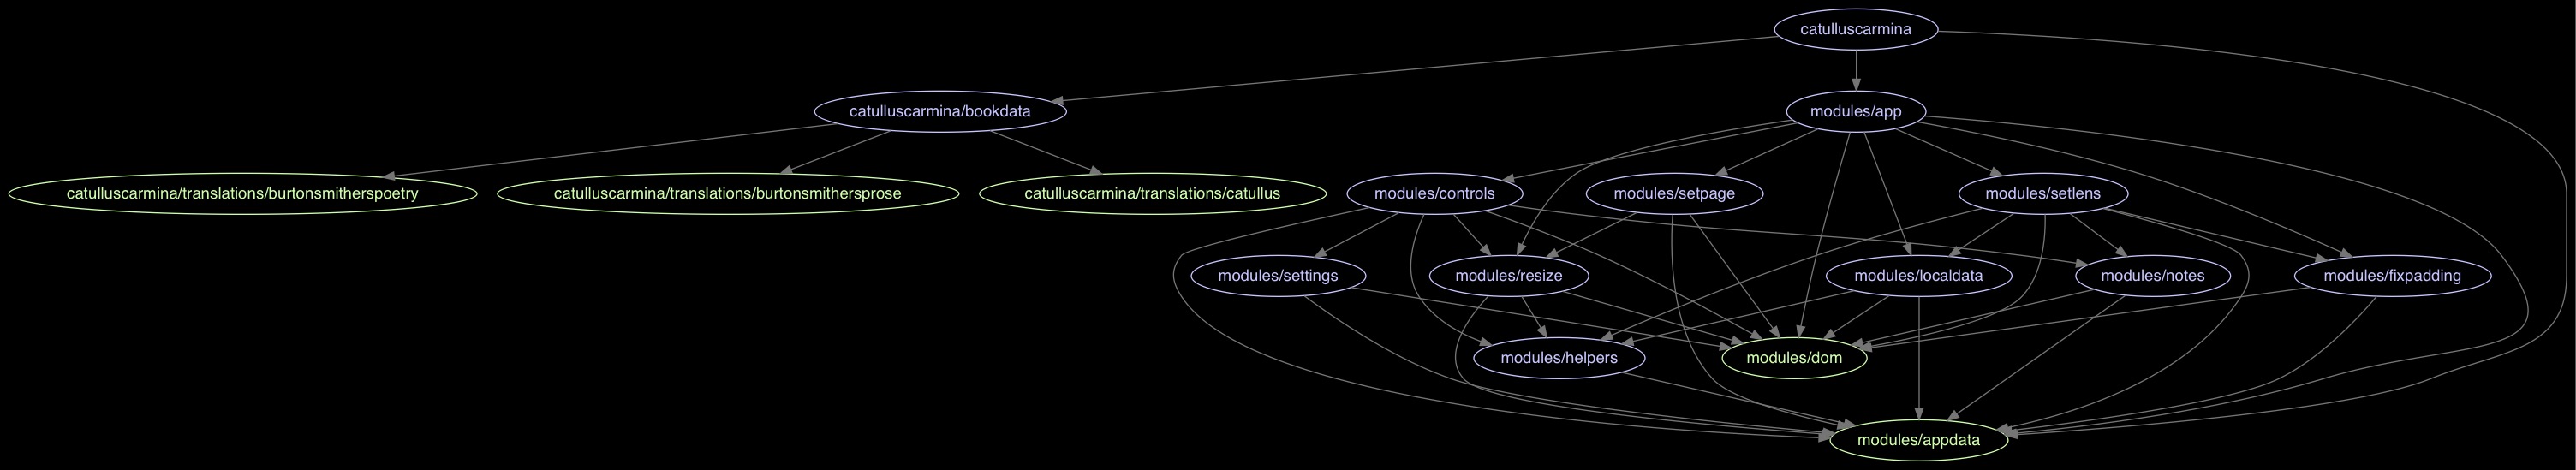 catulluscarmina
catulluscarmina/bookdata
modules/app
catulluscarmina/translations/burtonsmitherspoetry
catulluscarmina/translations/burtonsmithersprose
catulluscarmina/translations/catullus
modules/controls
modules/setpage
modules/setlens
modules/settings
modules/resize
modules/localdata
modules/notes
modules/fixpadding
modules/helpers
modules/dom
modules/appdata